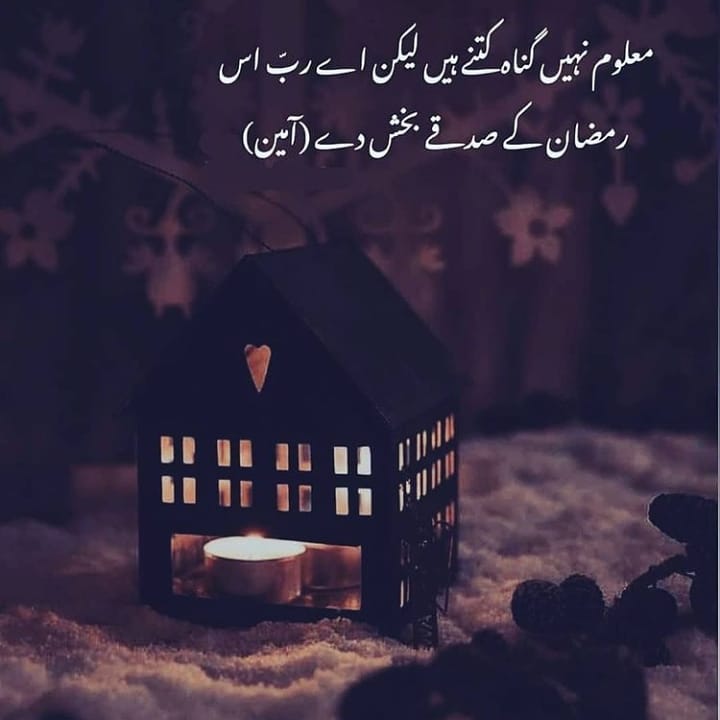 معلوم نہیں گناہ کتنے ہیں لیکن اے ربّ اس
رمضان کے صدقے بخش دے (آمین)